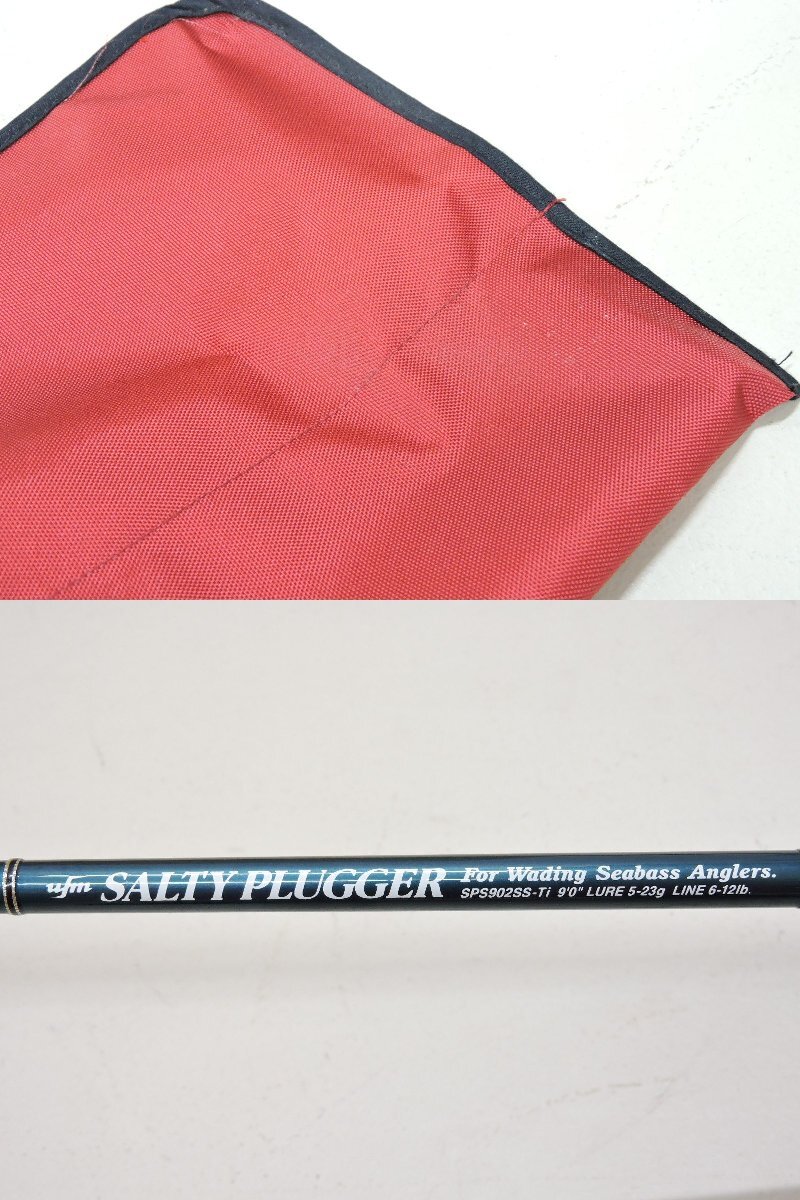 ufm SALTY PLUGGER For Wading Seabass Anglers.
SPS902SS-Ti 9'0" LURE 5-23g LINE 6-12lb.